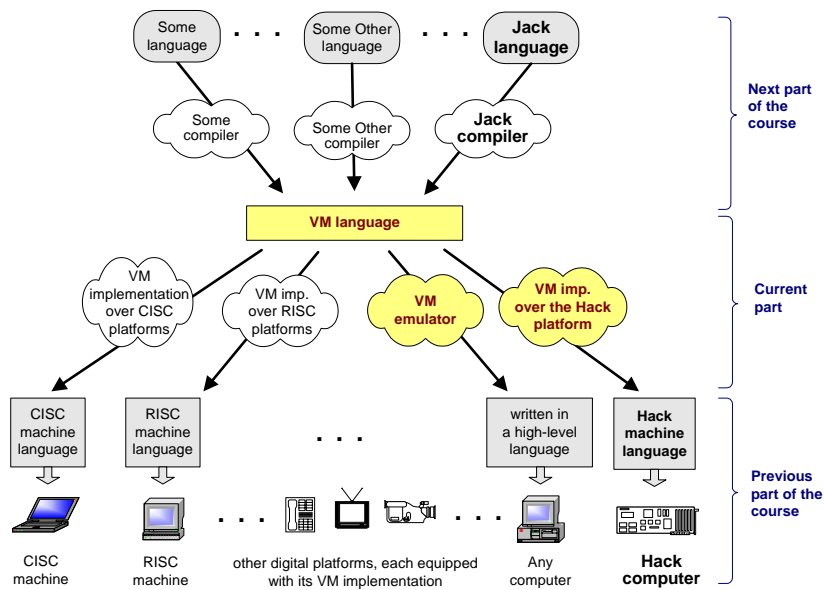 Some
language
. . .
Some Other
language
. . .
Jack
language
Some
compiler
Some Other
compiler
Jack
compiler
Next part
of the
course
VM language
VM
implementation
over CISC
platforms
VM imp.
over RISC
platforms
VM
emulator
VM imp.
over the Hack
platform
Current
part
CISC
machine
language
RISC
machine
language
. . .
written in
a high-level
language
Hack
machine
language
. . .
. . .
Previous
part of the
course
CISC
machine
RISC
machine
other digital platforms, each equipped
with its VM implementation
Any
computer
Hack
computer